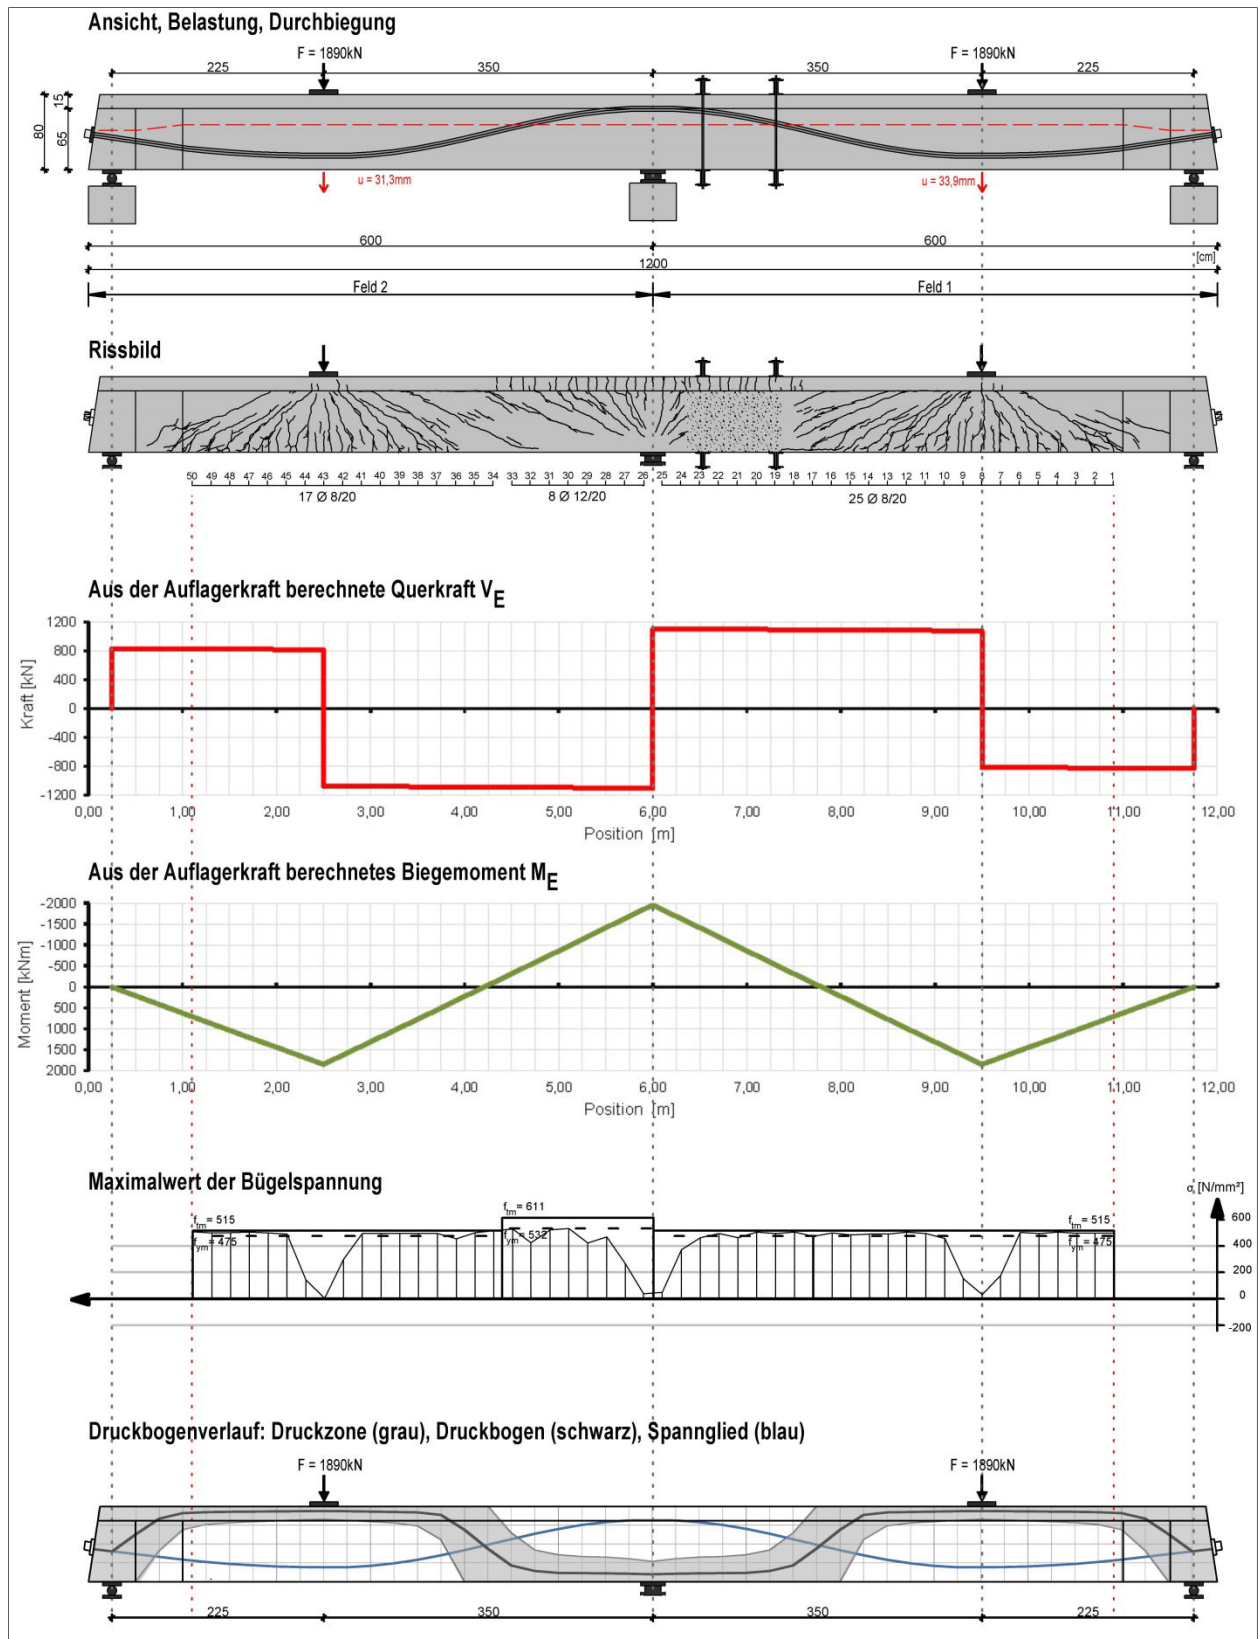 Ansicht, Belastung, Durchbiegung
F = 1890kN F = 1890kN
225 350 350 225
15
65
80
u = 31,3mm u = 33,9mm
600 600
1200 [cm]
Feld 2 Feld 1
Rissbild
50 49 48 47 46 45 44 43 42 41 40 39 38 37 36 35 34 33 32 31 30 29 28 27 26 25 24 23 22 21 20 19 18 17 16 15 14 13 12 11 10 9 8 7 6 5 4 3 2 1
17 Ø 8/20 8 Ø 12/20 25 Ø 8/20
Aus der Auflagerkraft berechnete Querkraft VE
1200
800
400
0
-400
-800
-1200
Kraft [kN]
0,00 1,00 2,00 3,00 4,00 5,00 6,00 7,00 8,00 9,00 10,00 11,00 12,00
Position [m]
Aus der Auflagerkraft berechnetes Biegemoment ME
-2000
-1500
-1000
-500
0
500
1000
1500
2000
Moment [kNm]
0,00 1,00 2,00 3,00 4,00 5,00 6,00 7,00 8,00 9,00 10,00 11,00 12,00
Position [m]
Maximalwert der Bügelspannung
σ [N/mm²]
ftm = 515 ftm = 611 ftm = 515
fym = 475 fym = 532 fym = 475
600
400
200
0
-200
Druckbogenverlauf: Druckzone (grau), Druckbogen (schwarz), Spannglied (blau)
F = 1890kN F = 1890kN
225 350 350 225